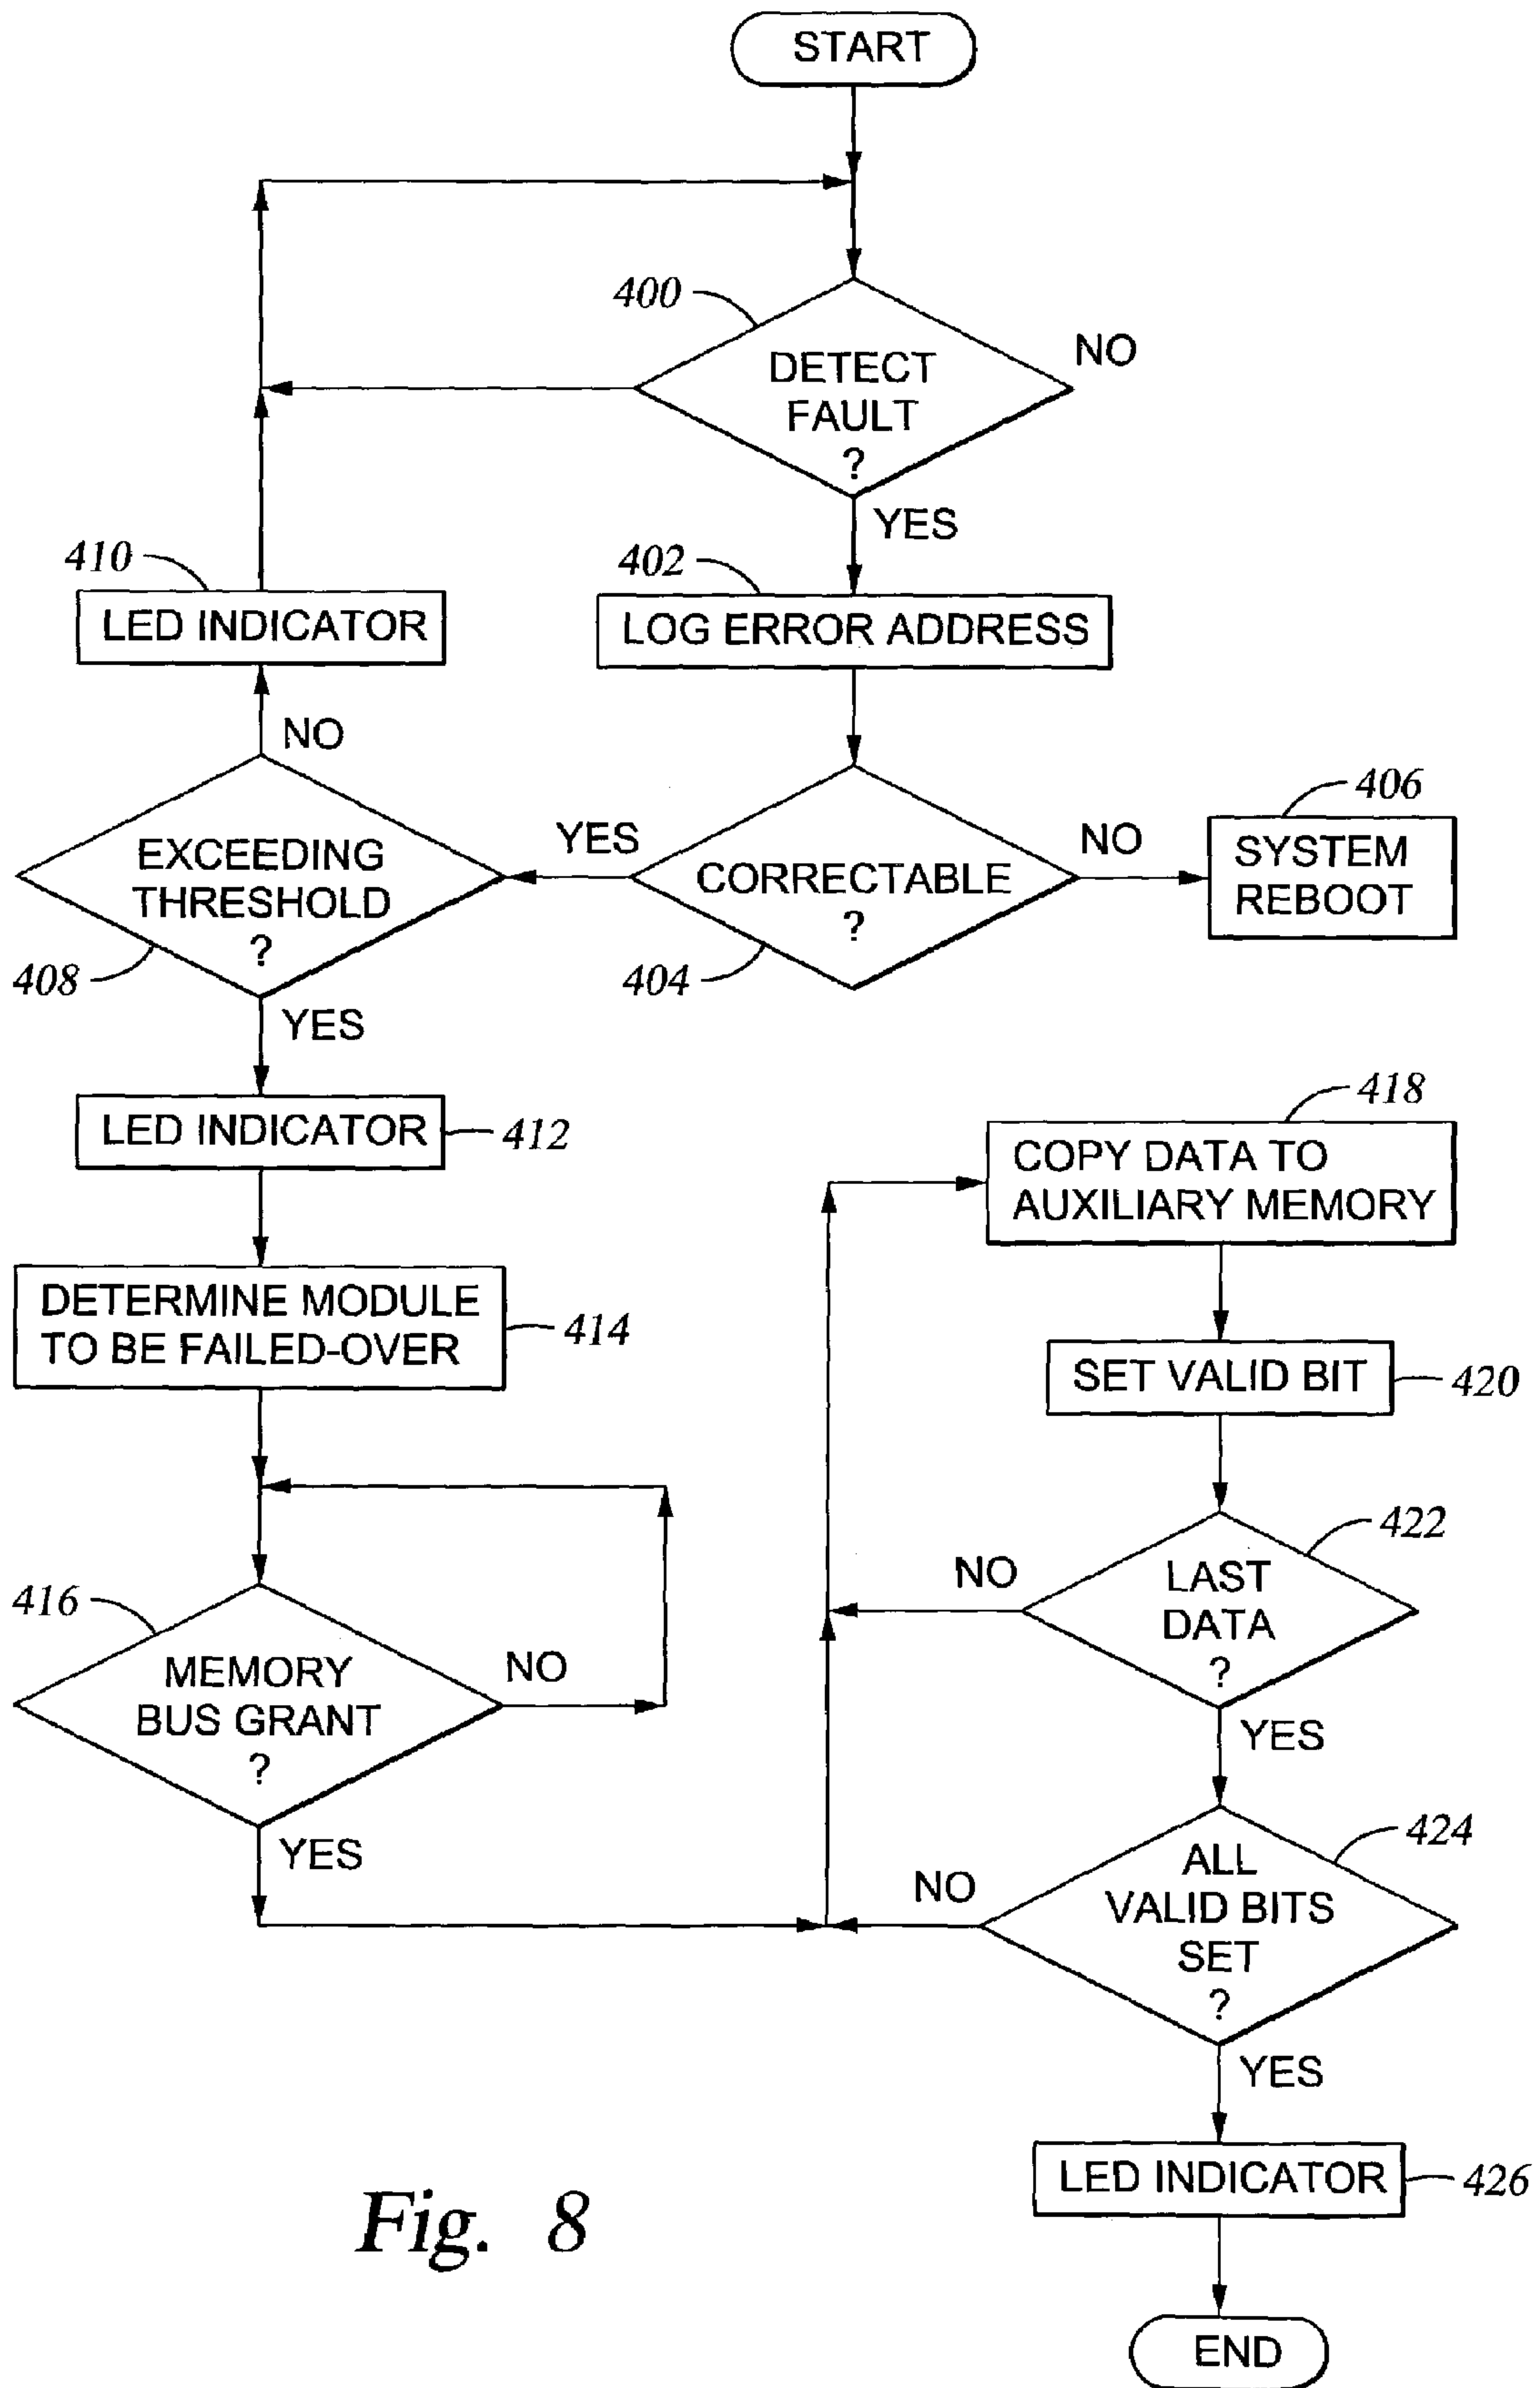 START
400
DETECT
FAULT
?
NO
YES
410
LED INDICATOR
402
LOG ERROR ADDRESS
NO
EXCEEDING
THRESHOLD
?
408
YES
CORRECTABLE
?
404
NO
406
SYSTEM
REBOOT
YES
LED INDICATOR
412
DETERMINE MODULE
TO BE FAILED-OVER
414
416
MEMORY
BUS GRANT
?
NO
YES
418
COPY DATA TO
AUXILIARY MEMORY
SET VALID BIT
420
422
LAST
DATA
?
NO
YES
424
ALL
VALID BITS
SET
?
NO
YES
LED INDICATOR
426
END
Fig. 8